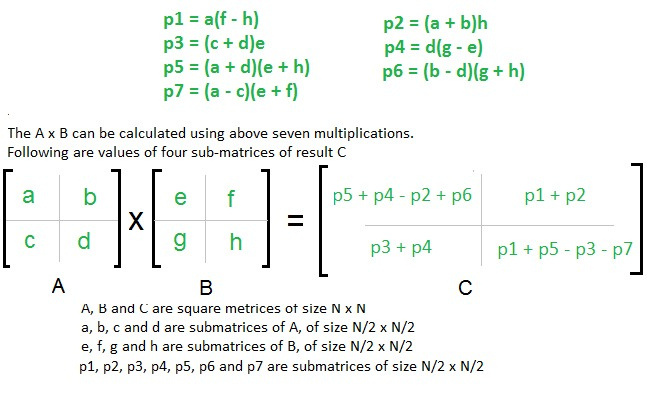 p1 = a(f - h) p2 = (a + b)h
p3 = (c + d)e p4 = d(g - e)
p5 = (a + d)(e + h) p6 = (b - d)(g + h)
p7 = (a - c)(e + f)
The A x B can be calculated using above seven multiplications.
Following are values of four sub-matrices of result C
a b e f p5 + p4 - p2 + p6 p1 + p2
X =
c d g h p3 + p4 p1 + p5 - p3 - p7
A B C
A, B and C are square metrices of size N x N
a, b, c and d are submatrices of A, of size N/2 x N/2
e, f, g and h are submatrices of B, of size N/2 x N/2
p1, p2, p3, p4, p5, p6 and p7 are submatrices of size N/2 x N/2